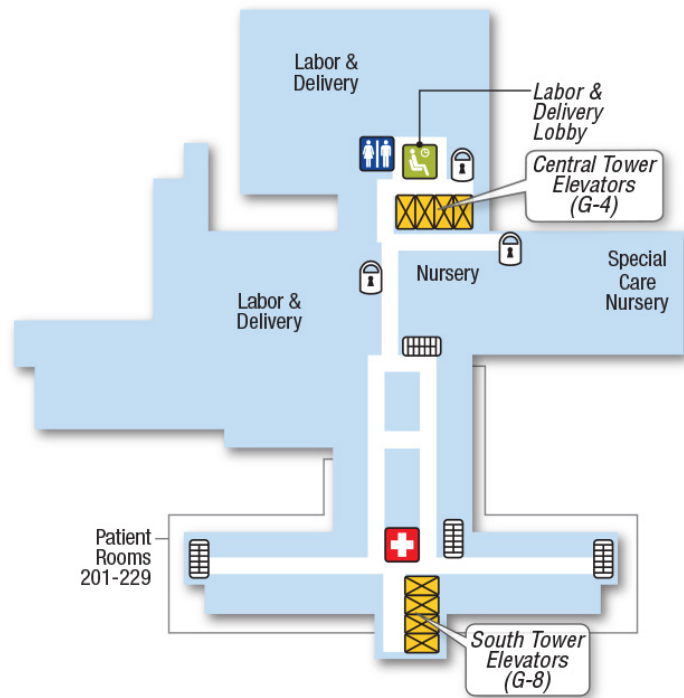 Labor &
Delivery
Labor &
Delivery
Lobby
Central Tower
Elevators
(G-4)
Nursery
Special
Care
Nursery
Labor &
Delivery
Patient
Rooms
201-229
South Tower
Elevators
(G-8)